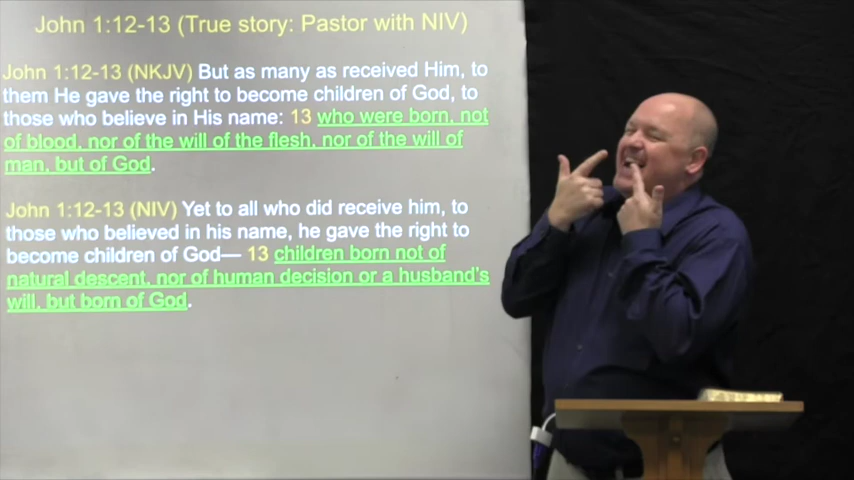 John 1:12-13 (True story: Pastor with NIV)
John 1:12-13 (NKJV) But as many as received Him, to
them He gave the right to become children of God, to
those who believe in His name: 13 who were born, not
of blood, nor of the will of the flesh, nor of the will of
man, but of God.
John 1:12-13 (NIV) Yet to all who did receive him, to
those who believed in his name, he gave the right to
become children of God— 13 children born not of
natural descent, nor of human decision or a husband's
will, but born of God.